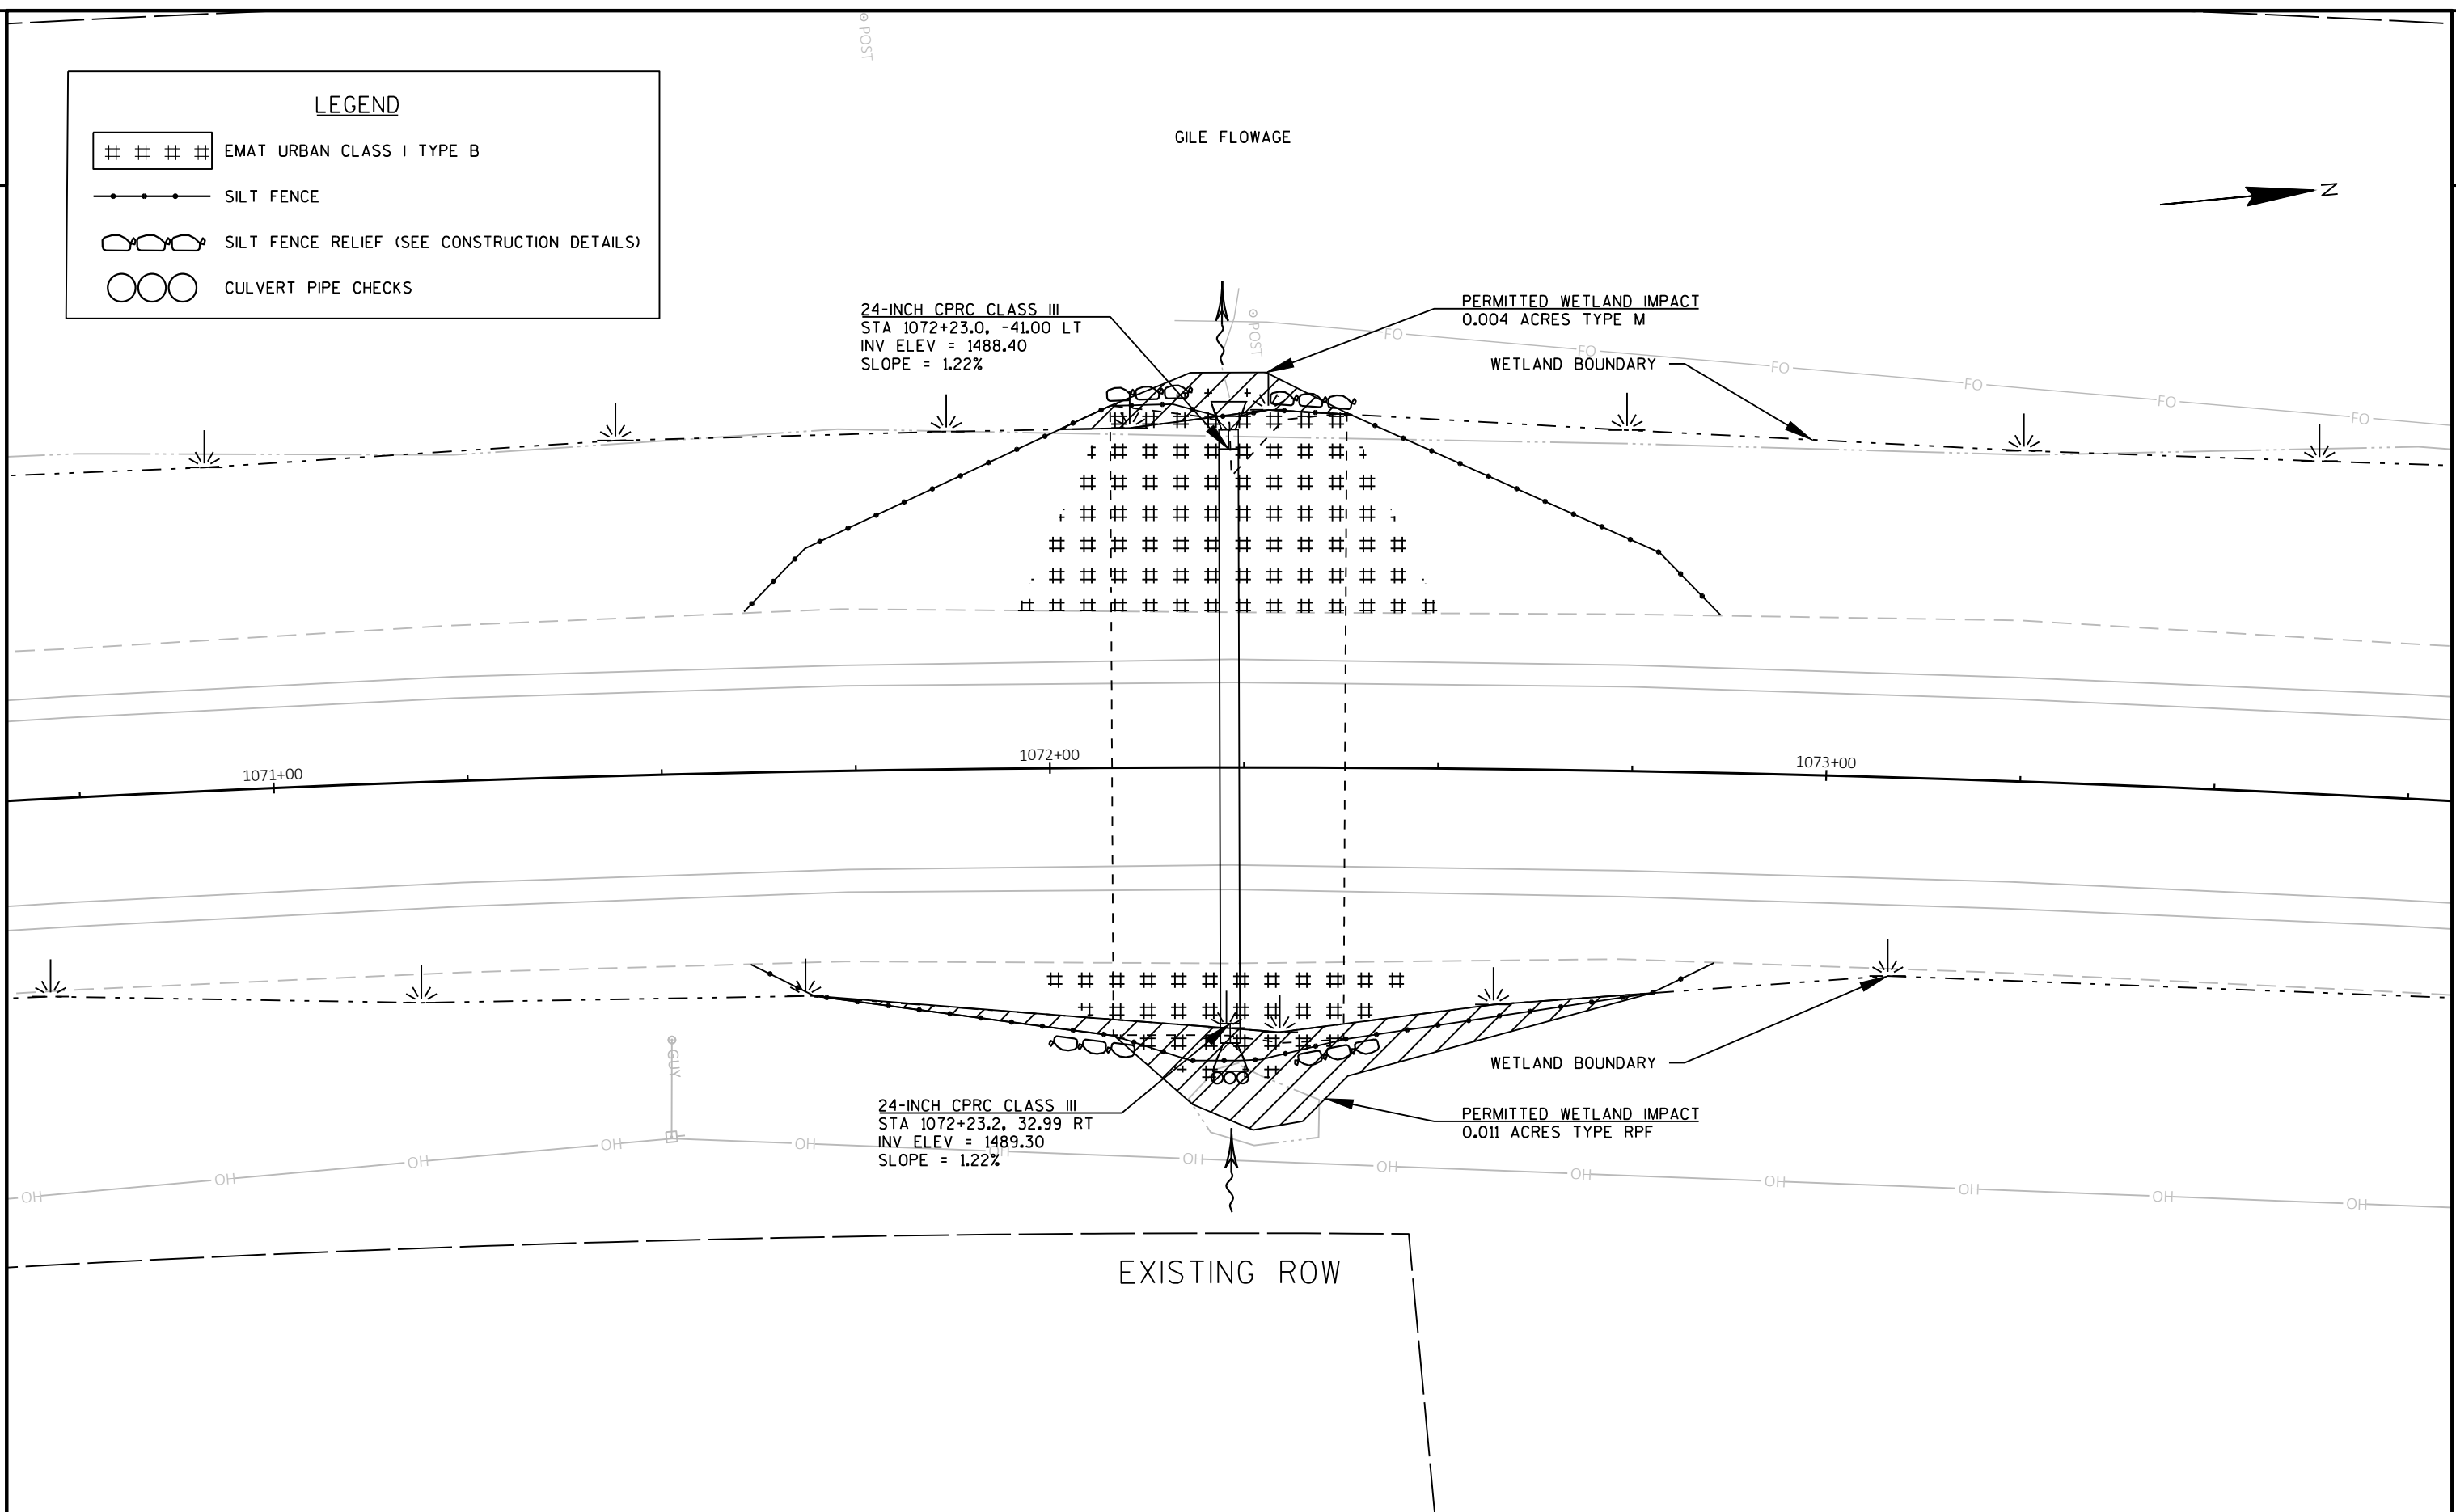 POST
LEGEND
EMAT URBAN CLASS I TYPE B
SILT FENCE
SILT FENCE RELIEF (SEE CONSTRUCTION DETAILS)
CULVERT PIPE CHECKS
GILE FLOWAGE
N
24-INCH CPRC CLASS III
STA 1072+23.0, -41.00 LT
INV ELEV = 1488.40
SLOPE = 1.22%
POST
PERMITTED WETLAND IMPACT
0.004 ACRES TYPE M
WETLAND BOUNDARY
FO
FO
FO
FO
FO
FO
1071+00
1072+00
1073+00
GUY
WETLAND BOUNDARY
24-INCH CPRC CLASS III
STA 1072+23.2, 32.99 RT
INV ELEV = 1489.30
SLOPE = 1.22%
PERMITTED WETLAND IMPACT
0.011 ACRES TYPE RPF
OH
OH
OH
OH
OH
OH
OH
OH
OH
OH
OH
OH
OH
EXISTING ROW